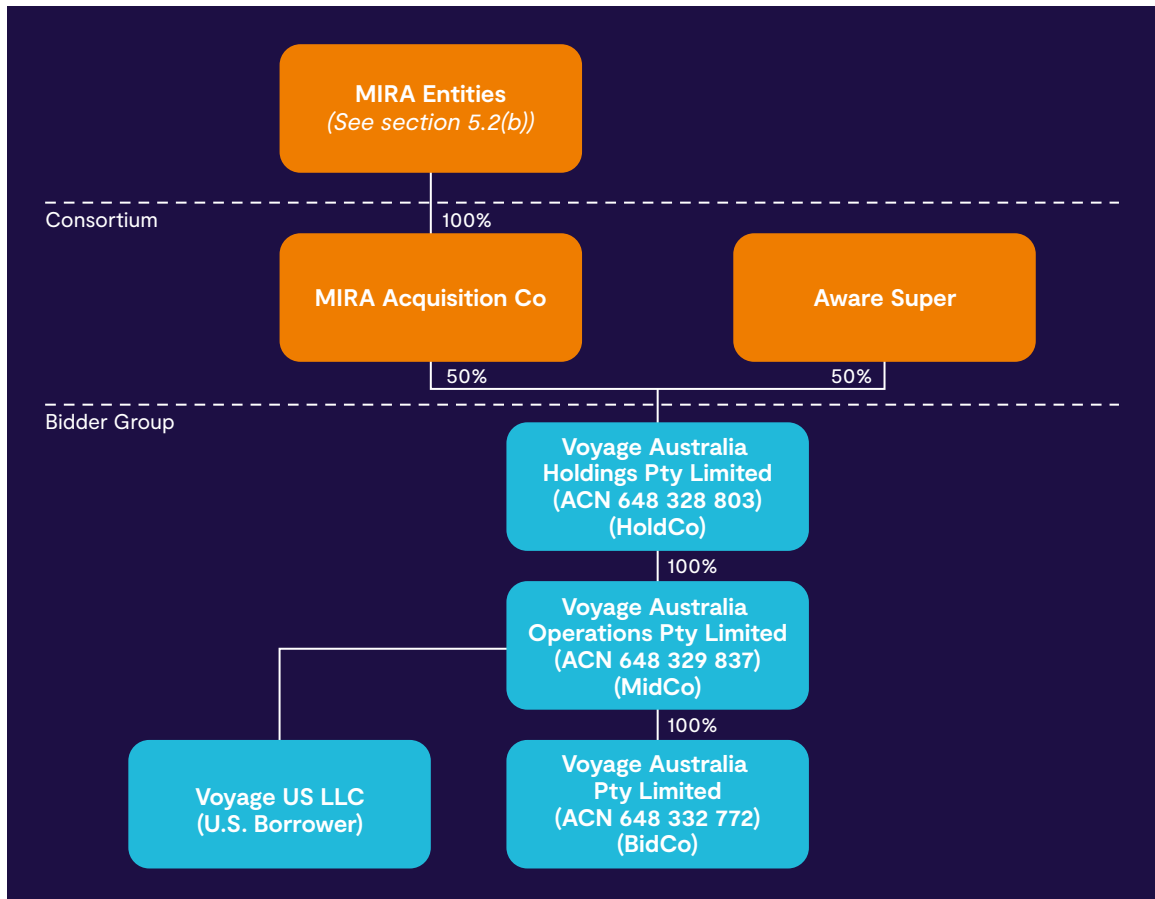 MIRA Entities
(See section 5.2(b))
Consortium
100%
MIRA Acquisition Co
Aware Super
50%
50%
Bidder Group
Voyage Australia
Holdings Pty Limited
(ACN 648 328 803)
(HoldCo)
100%
Voyage Australia
Operations Pty Limited
(ACN 648 329 837)
(MidCo)
100%
Voyage US LLC
(U.S. Borrower)
Voyage Australia
Pty Limited
(ACN 648 332 772)
(BidCo)